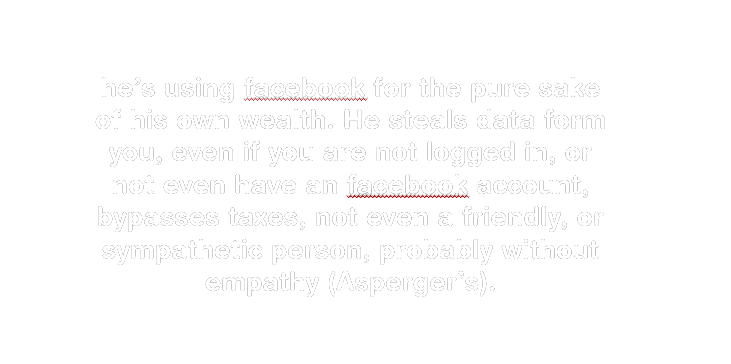 he's using facebook for the pure sake
of his own wealth. He steals data form
you, even if you are not logged in, or
not even have an facebook account,
bypasses taxes, not even a friendly, or
sympathetic person, probably without
empathy (Asperger's).